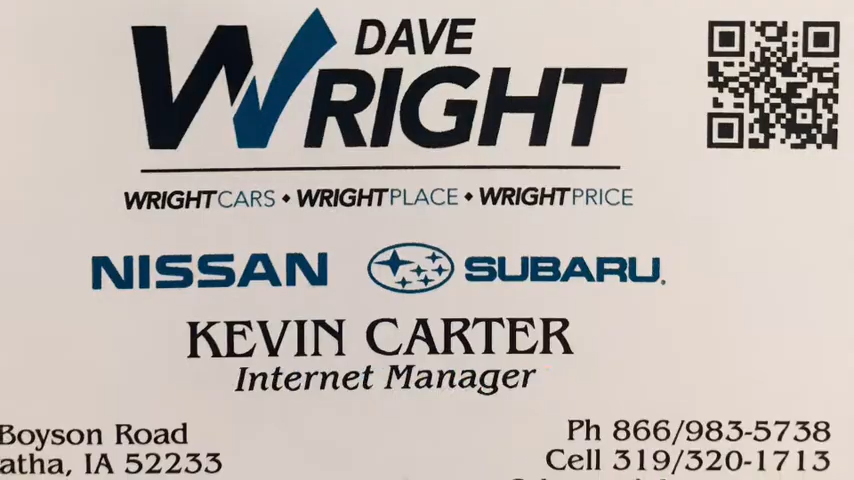 DAVE
WRIGHT
WRIGHTCARS • WRIGHTPLACE • WRIGHTPRICE
NISSAN SUBARU.
KEVIN CARTER
Internet Manager
Boyson Road Ph 866/983-5738
atha, IA 52233 Cell 319/320-1713